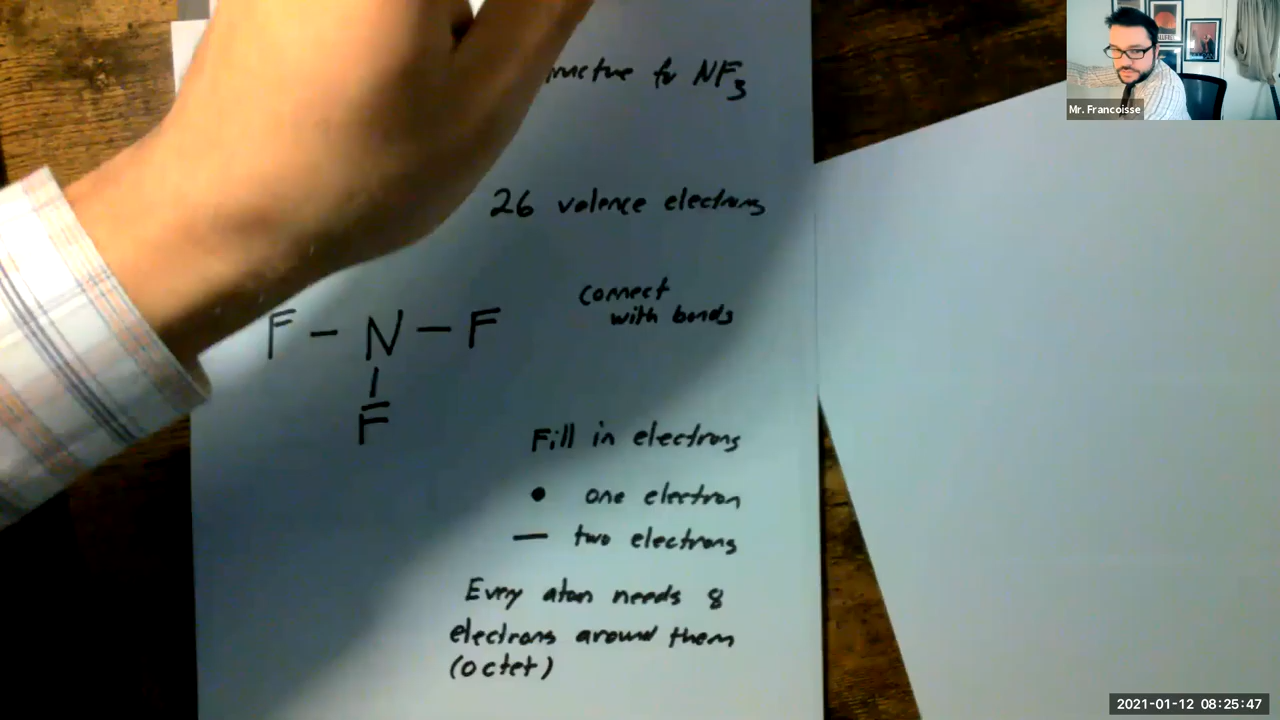 for NF3
26 valence electrons
connect
with bonds
F - N - F
|
F
Fill in electrons
• one electron
— two electrons
Every atom needs 8
electrons around them
(octet)
Mr. Francoisse
2021-01-12 08:25:47